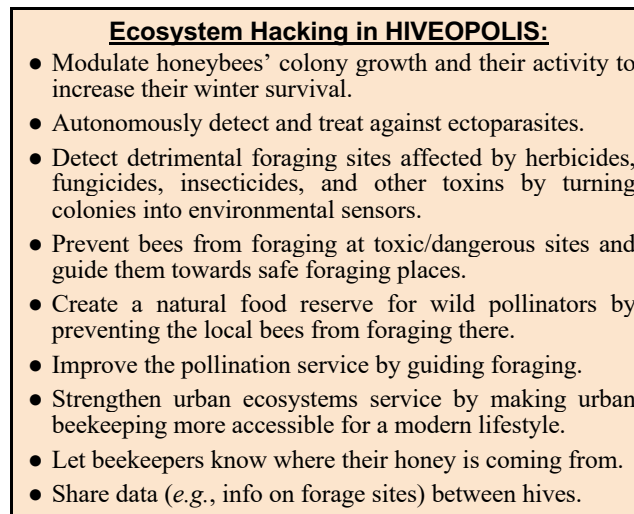 Ecosystem Hacking in HIVEOPOLIS:
● Modulate honeybees’ colony growth and their activity to
increase their winter survival.
● Autonomously detect and treat against ectoparasites.
● Detect detrimental foraging sites affected by herbicides,
fungicides, insecticides, and other toxins by turning
colonies into environmental sensors.
● Prevent bees from foraging at toxic/dangerous sites and
guide them towards safe foraging places.
● Create a natural food reserve for wild pollinators by
preventing the local bees from foraging there.
● Improve the pollination service by guiding foraging.
● Strengthen urban ecosystems service by making urban
beekeeping more accessible for a modern lifestyle.
● Let beekeepers know where their honey is coming from.
● Share data (e.g., info on forage sites) between hives.